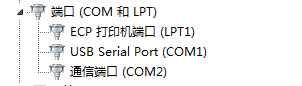 端口 (COM 和 LPT)
ECP 打印机端口 (LPT1)
USB Serial Port (COM1)
通信端口 (COM2)